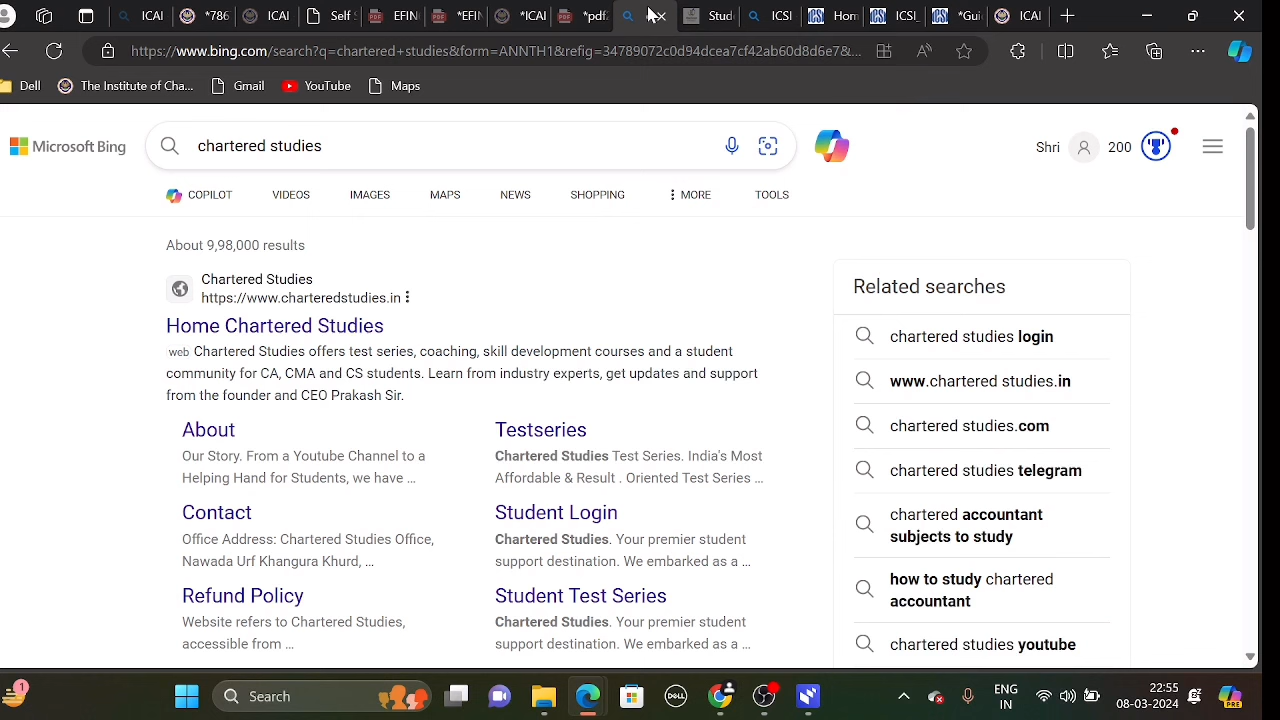 ICAI
*786
ICAI
Self S
EFIN
*EFIN
*ICAI
*pdf
Stud
ICSI
Hom
ICSI
*Gui
ICAI
https://www.bing.com/search?q=chartered+studies&form=ANNTH1&refig=34789072c0d94dcea7cf42ab60d8d6e7&...
Dell
The Institute of Cha...
Gmail
YouTube
Maps
Microsoft Bing
chartered studies
Shri
200
COPILOT
VIDEOS
IMAGES
MAPS
NEWS
SHOPPING
MORE
TOOLS
About 9,98,000 results
Chartered Studies
https://www.charteredstudies.in
Home Chartered Studies
web Chartered Studies offers test series, coaching, skill development courses and a student
community for CA, CMA and CS students. Learn from industry experts, get updates and support
from the founder and CEO Prakash Sir.
About
Our Story. From a Youtube Channel to a
Helping Hand for Students, we have ...
Testseries
Chartered Studies Test Series. India's Most
Affordable & Result . Oriented Test Series ...
Contact
Office Address: Chartered Studies Office,
Nawada Urf Khangura Khurd, ...
Student Login
Chartered Studies. Your premier student
support destination. We embarked as a ...
Refund Policy
Website refers to Chartered Studies,
accessible from ...
Student Test Series
Chartered Studies. Your premier student
support destination. We embarked as a ...
Related searches
chartered studies login
www.chartered studies.in
chartered studies.com
chartered studies telegram
chartered accountant
subjects to study
how to study chartered
accountant
chartered studies youtube
1
Search
DELL
ENG
IN
22:55
08-03-2024
PRE